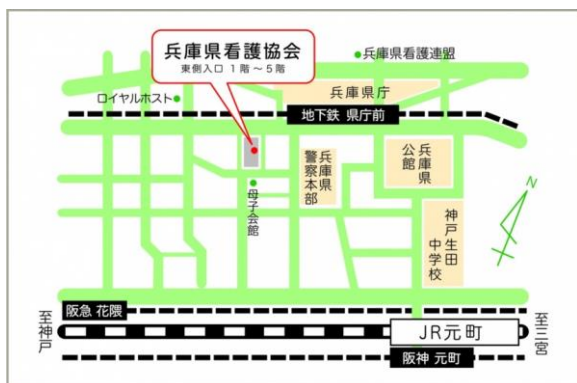 兵庫県看護協会
東側入口 1階～5階
兵庫県看護連盟
ロイヤルホスト
兵庫県庁
地下鉄 県庁前
兵庫県
警察本部
兵庫県
公館
母子会館
神戸生田
中学校
N
阪急 花隈
至神戸
JR元町
至三宮
阪神 元町